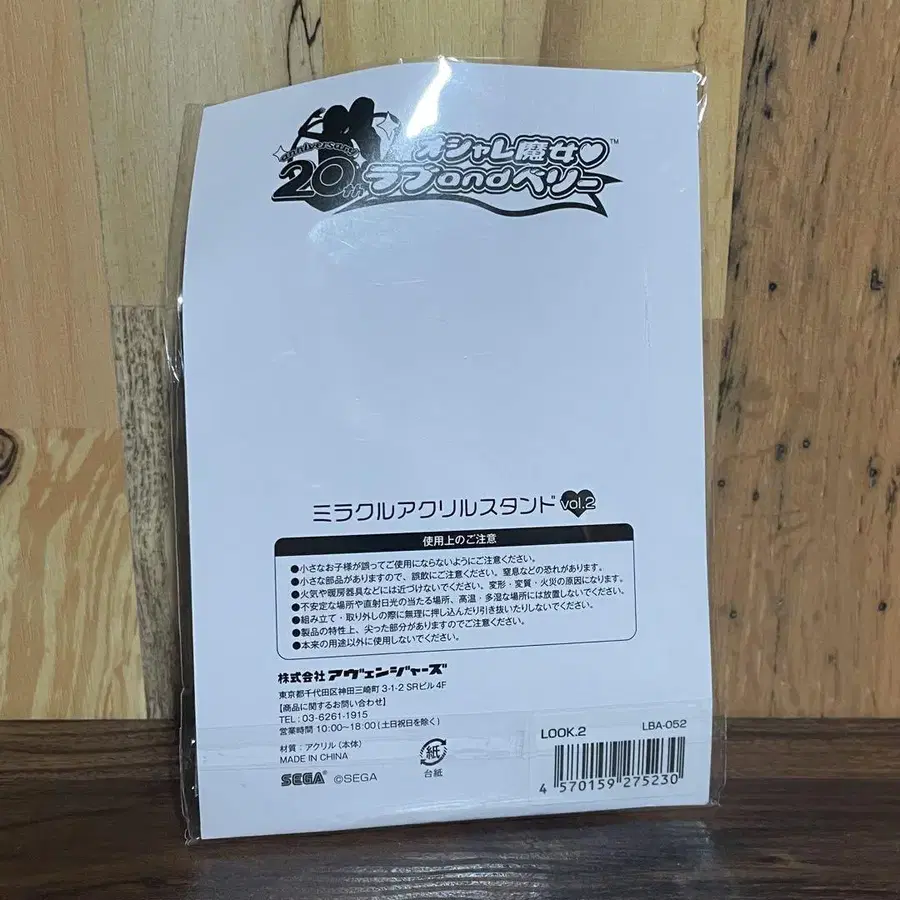 anniversary
20th
オシャレ魔女♥
ラブandベリー™
ミラクルアクリルスタンド vol.2
使用上のご注意
●小さなお子様が誤ってご使用にならないようにご注意ください。
●小さな部品がありますので、誤飲にご注意ください。窒息などの恐れがあります。
●火気や暖房器具などには近づけないでください。変形・変質・火災の原因になります。
●不安定な場所や直射日光の当たる場所、高温・多湿な場所には放置しないでください。
●組み立て・取り外しの際に無理に押し込んだり引き抜いたりしないでください。
●製品の特性上、尖った部分がありますのでご注意ください。
●本来の用途以外に使用しないでください。
株式会社 アヴェンジャーズ
東京都千代田区神田三崎町 3-1-2 SRビル 4F
【商品に関するお問い合わせ】
TEL : 03-6261-1915
営業時間 10:00~18:00 (土日祝日を除く)
材質:アクリル(本体)
MADE IN CHINA
SEGA® ©SEGA
紙
台紙
LOOK.2 LBA-052
4 570159 275230